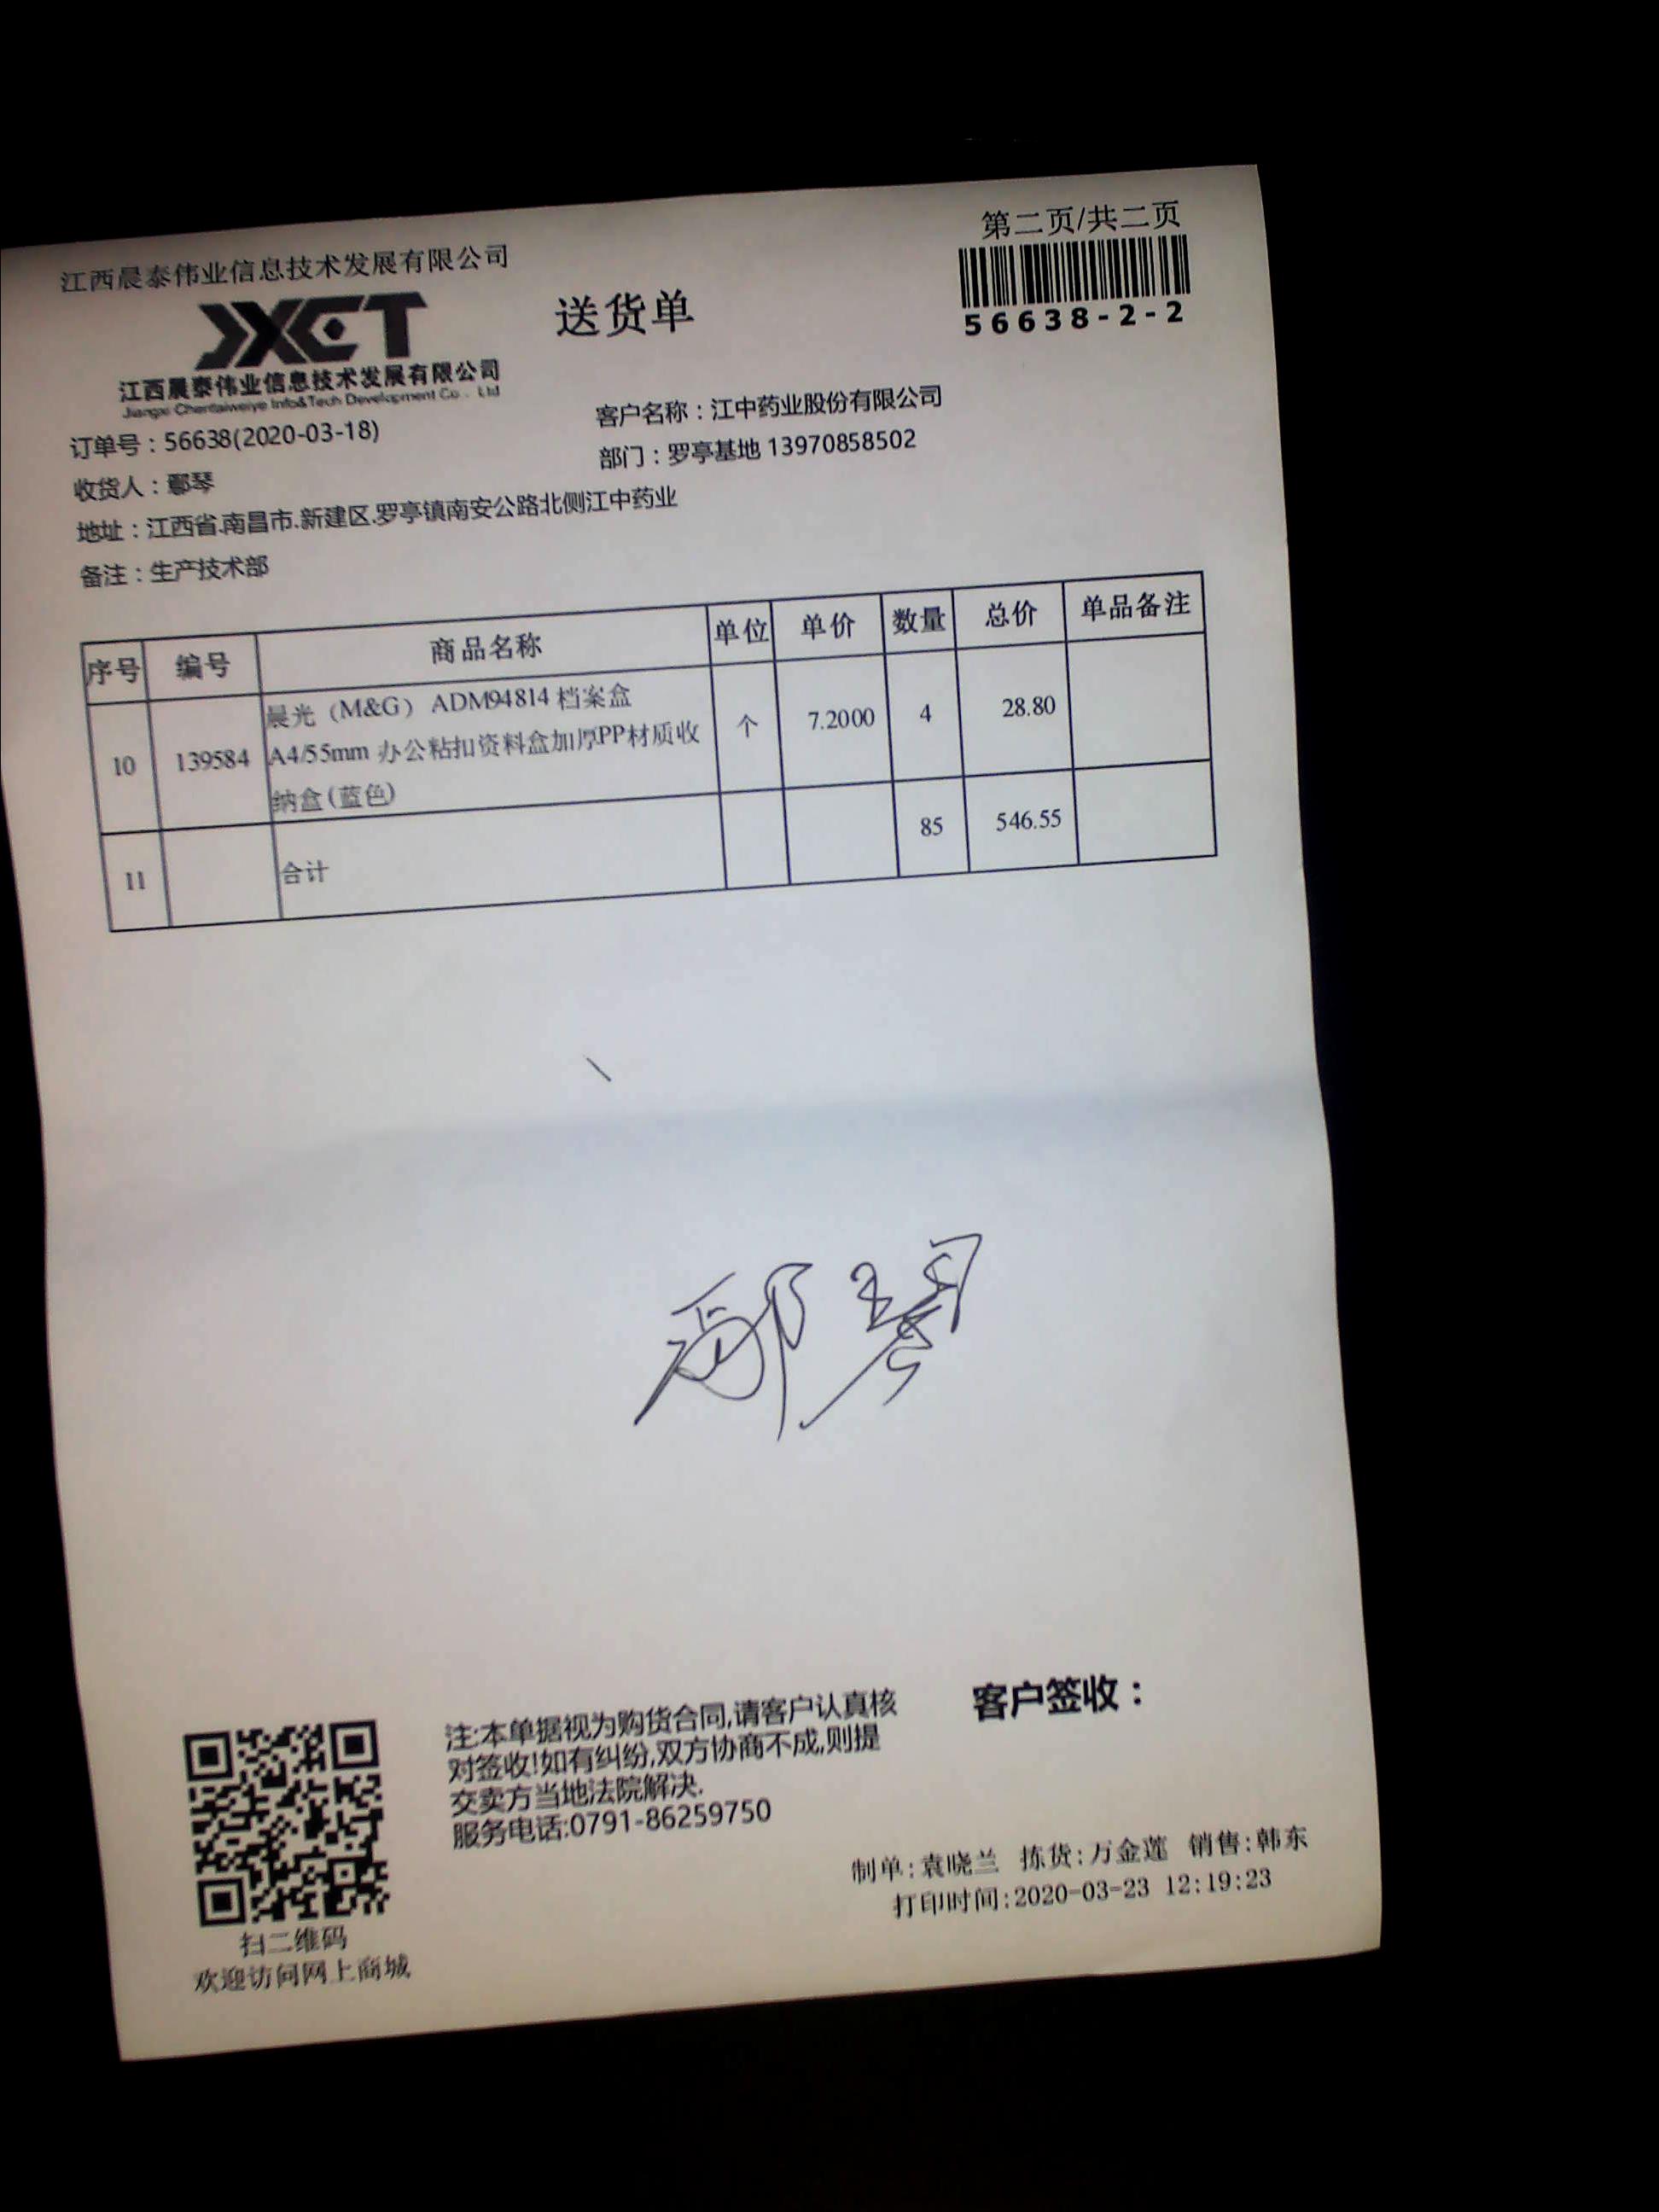 第二页/共二页
江西晨泰伟业信息技术发展有限公司
JXCT
送货单
56638-2-2
江西晨泰伟业信息技术发展有限公司
Jiangxi Chentaiweiye Info&Tech Development Co., Ltd
客户名称：江中药业股份有限公司
订单号：56638(2020-03-18)
部门：罗亭基地 13970858502
收货人：鄢琴
地址：江西省.南昌市.新建区.罗亭镇南安公路北侧江中药业
备注：生产技术部
序号 编号 商品名称 单位 单价 数量 总价 单品备注
10 139584 晨光（M&G） ADM94814 档案盒 个 7.2000 4 28.80
A4/55mm 办公粘扣资料盒加厚PP材质收
纳盒(蓝色)
11 合计 85 546.55
鄢琴
客户签收：
注:本单据视为购货合同,请客户认真核
对签收!如有纠纷,双方协商不成,则提
交卖方当地法院解决.
服务电话:0791-86259750
制单:袁晓兰 拣货:万金莲 销售:韩东
打印时间:2020-03-23 12:19:23
扫二维码
欢迎访问网上商城